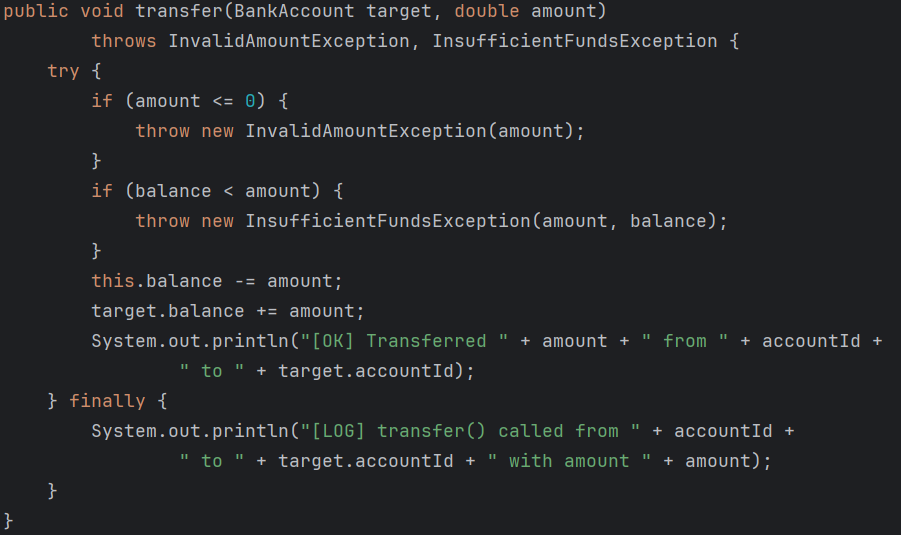 public void transfer(BankAccount target, double amount)
        throws InvalidAmountException, InsufficientFundsException {
    try {
        if (amount <= 0) {
            throw new InvalidAmountException(amount);
        }
        if (balance < amount) {
            throw new InsufficientFundsException(amount, balance);
        }
        this.balance -= amount;
        target.balance += amount;
        System.out.println("[OK] Transferred " + amount + " from " + accountId +
                " to " + target.accountId);
    } finally {
        System.out.println("[LOG] transfer() called from " + accountId +
                " to " + target.accountId + " with amount " + amount);
    }
}